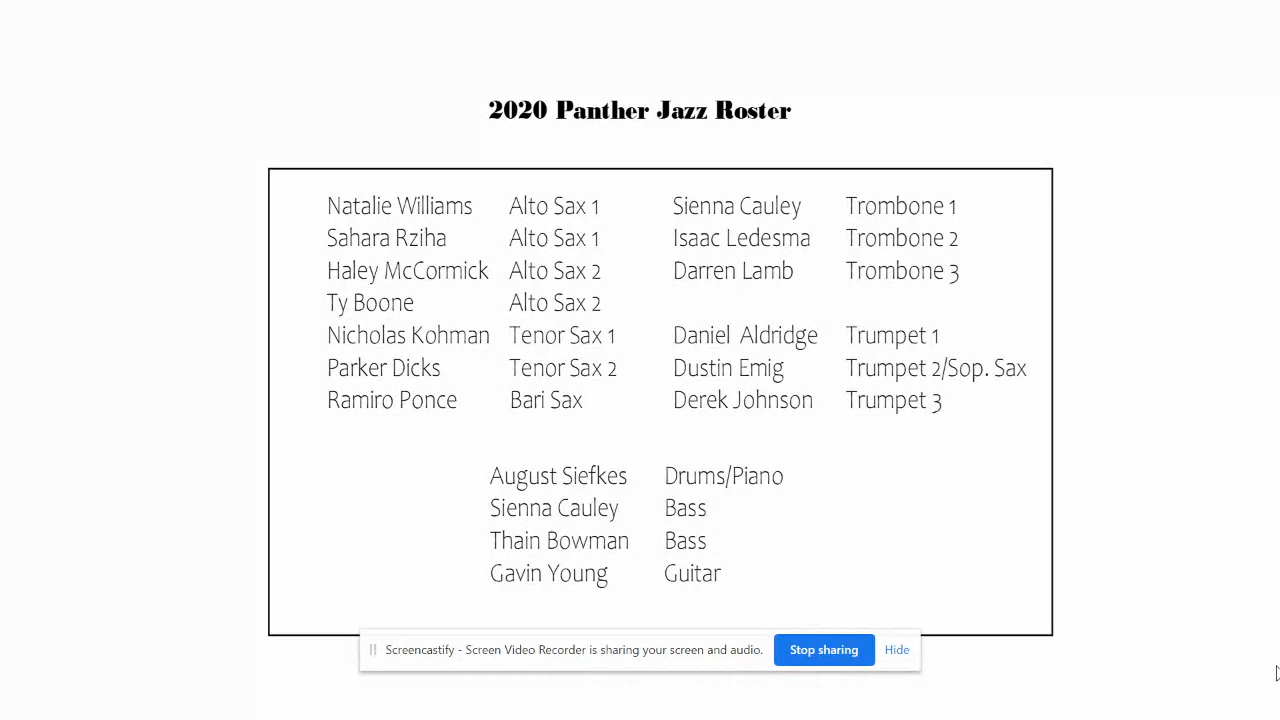 2020 Panther Jazz Roster
Natalie Williams Alto Sax 1 Sienna Cauley Trombone 1
Sahara Rziha Alto Sax 1 Isaac Ledesma Trombone 2
Haley McCormick Alto Sax 2 Darren Lamb Trombone 3
Ty Boone Alto Sax 2
Nicholas Kohman Tenor Sax 1 Daniel Aldridge Trumpet 1
Parker Dicks Tenor Sax 2 Dustin Emig Trumpet 2/Sop. Sax
Ramiro Ponce Bari Sax Derek Johnson Trumpet 3
August Siefkes Drums/Piano
Sienna Cauley Bass
Thain Bowman Bass
Gavin Young Guitar
Screencastify - Screen Video Recorder is sharing your screen and audio. Stop sharing Hide